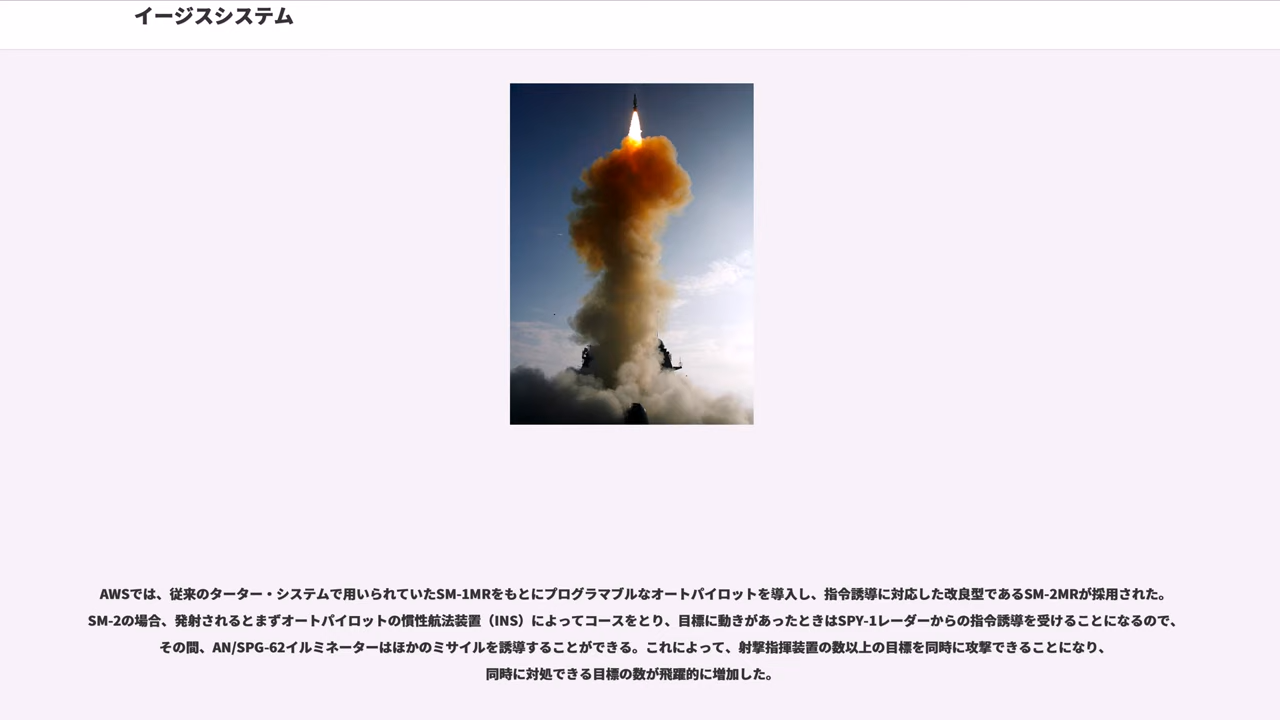 イージスシステム
AWSでは、従来のターター・システムで用いられていたSM-1MRをもとにプログラマブルなオートパイロットを導入し、指令誘導に対応した改良型であるSM-2MRが採用された。
SM-2の場合、発射されるとまずオートパイロットの慣性航法装置（INS）によってコースをとり、目標に動きがあったときはSPY-1レーダーからの指令誘導を受けることになるので、
その間、AN/SPG-62イルミネーターはほかのミサイルを誘導することができる。これによって、射撃指揮装置の数以上の目標を同時に攻撃できることになり、
同時に対処できる目標の数が飛躍的に増加した。